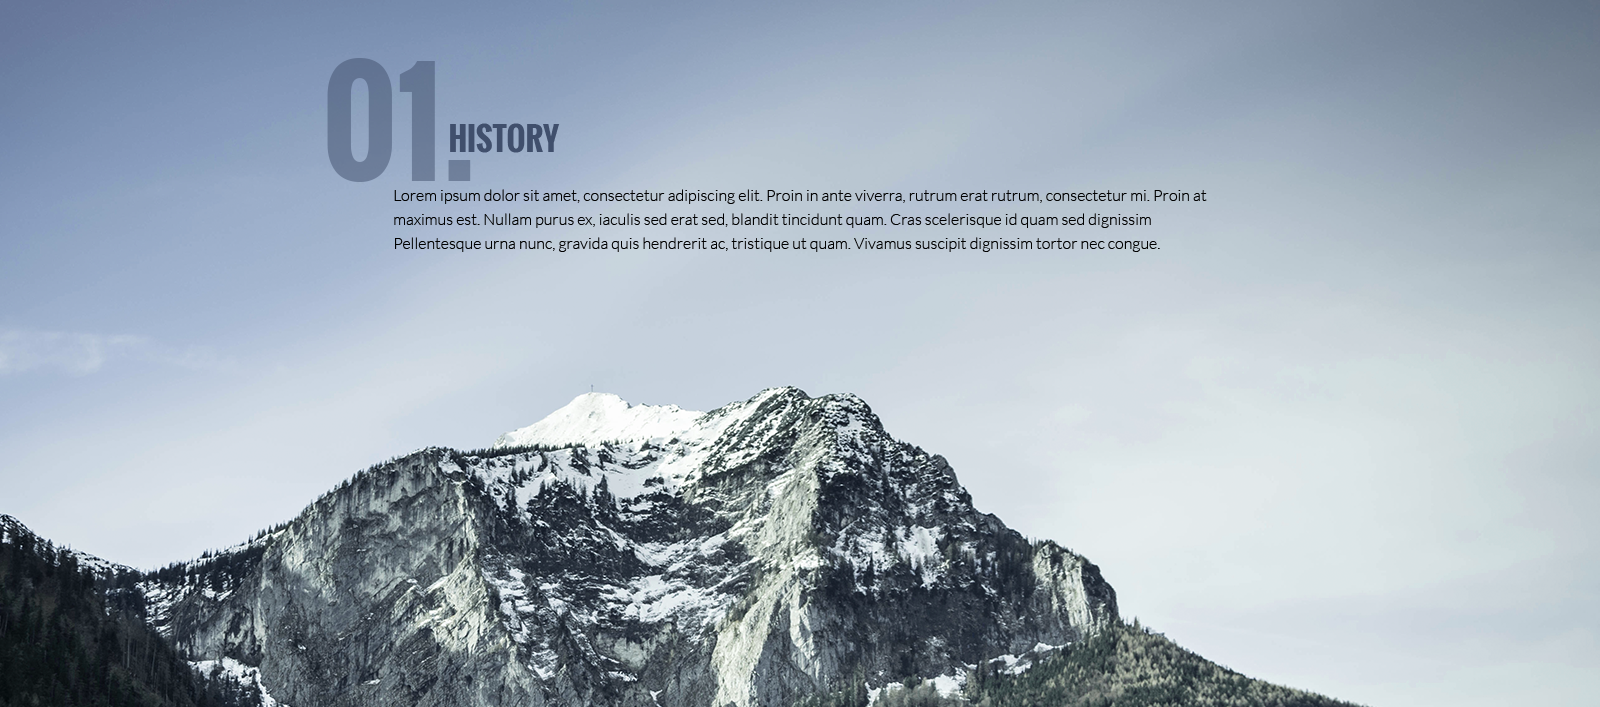 01.
HISTORY
Lorem ipsum dolor sit amet, consectetur adipiscing elit. Proin in ante viverra, rutrum erat rutrum, consectetur mi. Proin at
maximus est. Nullam purus ex, iaculis sed erat sed, blandit tincidunt quam. Cras scelerisque id quam sed dignissim
Pellentesque urna nunc, gravida quis hendrerit ac, tristique ut quam. Vivamus suscipit dignissim tortor nec congue.